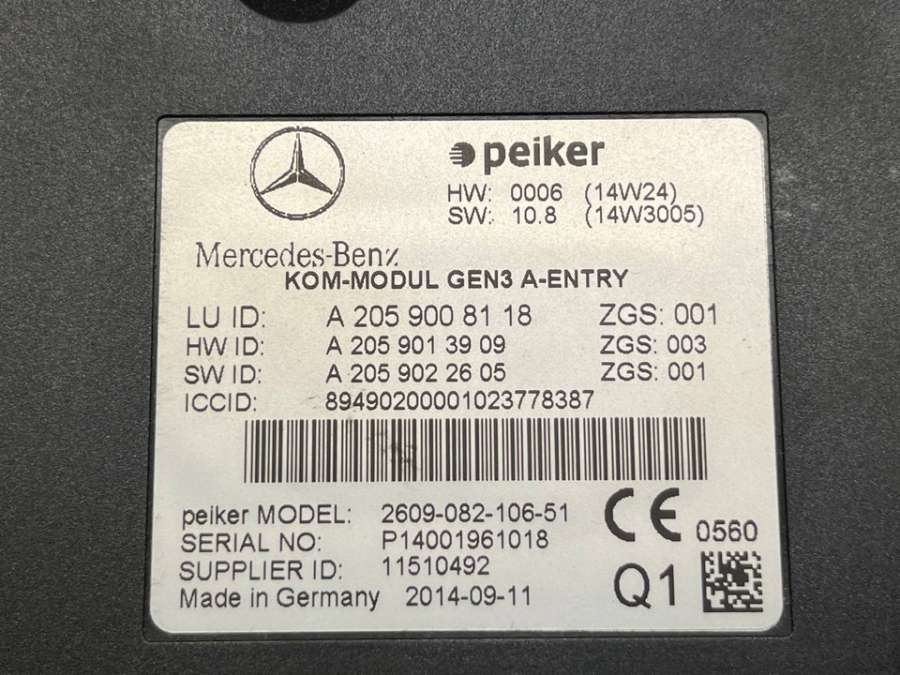 peiker
HW: 0006 (14W24)
SW: 10.8 (14W3005)
Mercedes-Benz
KOM-MODUL GEN3 A-ENTRY
LU ID: A 205 900 81 18 ZGS: 001
HW ID: A 205 901 39 09 ZGS: 003
SW ID: A 205 902 26 05 ZGS: 001
ICCID: 89490200001023778387
peiker MODEL: 2609-082-106-51
SERIAL NO: P14001961018
SUPPLIER ID: 11510492
Made in Germany 2014-09-11
CE 0560
Q1